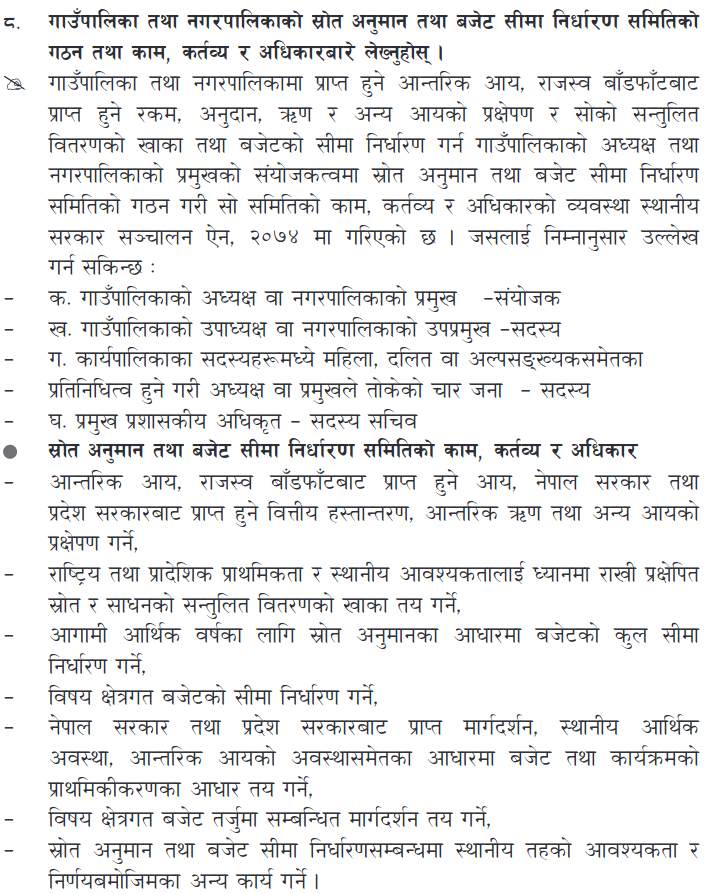 ८. गाउँपालिका तथा नगरपालिकाको स्रोत अनुमान तथा बजेट सीमा निर्धारण समितिको
गठन तथा काम, कर्तव्य र अधिकारबारे लेख्नुहोस् ।
गाउँपालिका तथा नगरपालिकामा प्राप्त हुने आन्तरिक आय, राजस्व बाँडफाँटबाट
प्राप्त हुने रकम, अनुदान, ऋण र अन्य आयको प्रक्षेपण र सोको सन्तुलित
वितरणको खाका तथा बजेटको सीमा निर्धारण गर्न गाउँपालिकाको अध्यक्ष तथा
नगरपालिकाको प्रमुखको संयोजकत्वमा स्रोत अनुमान तथा बजेट सीमा निर्धारण
समितिको गठन गरी सो समितिको काम, कर्तव्य र अधिकारको व्यवस्था स्थानीय
सरकार सञ्चालन ऐन, २०७४ मा गरिएको छ । जसलाई निम्नानुसार उल्लेख
गर्न सकिन्छ :
- क. गाउँपालिकाको अध्यक्ष वा नगरपालिकाको प्रमुख -संयोजक
- ख. गाउँपालिकाको उपाध्यक्ष वा नगरपालिकाको उपप्रमुख -सदस्य
- ग. कार्यपालिकाका सदस्यहरूमध्ये महिला, दलित वा अल्पसङ्ख्यकसमेतका
- प्रतिनिधित्व हुने गरी अध्यक्ष वा प्रमुखले तोकेको चार जना - सदस्य
- घ. प्रमुख प्रशासकीय अधिकृत - सदस्य सचिव
● स्रोत अनुमान तथा बजेट सीमा निर्धारण समितिको काम, कर्तव्य र अधिकार
- आन्तरिक आय, राजस्व बाँडफाँटबाट प्राप्त हुने आय, नेपाल सरकार तथा
प्रदेश सरकारबाट प्राप्त हुने वित्तीय हस्तान्तरण, आन्तरिक ऋण तथा अन्य आयको
प्रक्षेपण गर्ने,
- राष्ट्रिय तथा प्रादेशिक प्राथमिकता र स्थानीय आवश्यकतालाई ध्यानमा राखी प्रक्षेपित
स्रोत र साधनको सन्तुलित वितरणको खाका तय गर्ने,
- आगामी आर्थिक वर्षका लागि स्रोत अनुमानका आधारमा बजेटको कुल सीमा
निर्धारण गर्ने,
- विषय क्षेत्रगत बजेटको सीमा निर्धारण गर्ने,
- नेपाल सरकार तथा प्रदेश सरकारबाट प्राप्त मार्गदर्शन, स्थानीय आर्थिक
अवस्था, आन्तरिक आयको अवस्थासमेतका आधारमा बजेट तथा कार्यक्रमको
प्राथमिकीकरणका आधार तय गर्ने,
- विषय क्षेत्रगत बजेट तर्जुमा सम्बन्धित मार्गदर्शन तय गर्ने,
- स्रोत अनुमान तथा बजेट सीमा निर्धारणसम्बन्धमा स्थानीय तहको आवश्यकता र
निर्णयबमोजिमका अन्य कार्य गर्ने ।